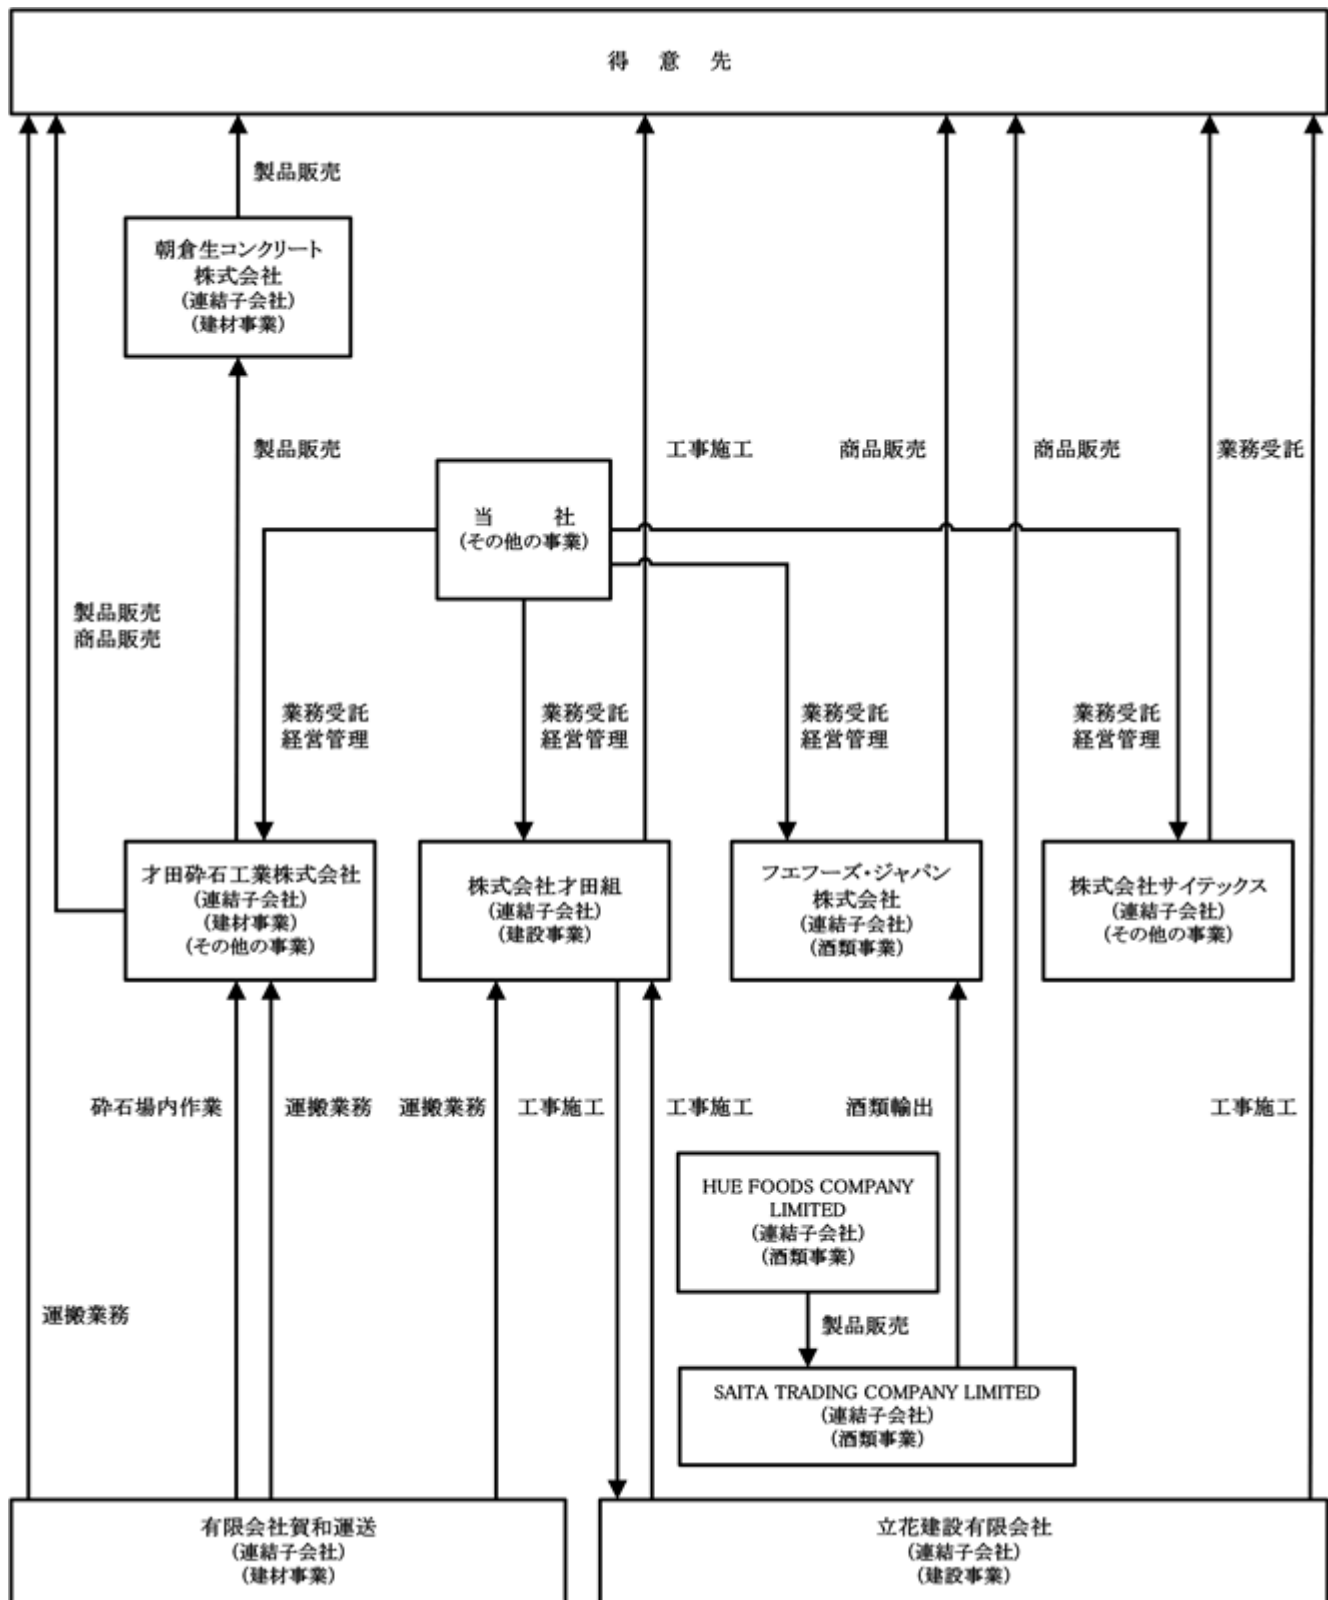 得意先
製品販売
朝倉生コンクリート
株式会社
(連結子会社)
(建材事業)
製品販売
工事施工
商品販売
商品販売
業務受託
当社
(その他の事業)
製品販売
商品販売
業務受託
経営管理
業務受託
経営管理
業務受託
経営管理
業務受託
経営管理
才田砕石工業株式会社
(連結子会社)
(建材事業)
(その他の事業)
株式会社才田組
(連結子会社)
(建設事業)
フエフーズ・ジャパン
株式会社
(連結子会社)
(酒類事業)
株式会社サイテックス
(連結子会社)
(その他の事業)
砕石場内作業
運搬業務
運搬業務
工事施工
工事施工
酒類輸出
工事施工
HUE FOODS COMPANY
LIMITED
(連結子会社)
(酒類事業)
運搬業務
製品販売
SAITA TRADING COMPANY LIMITED
(連結子会社)
(酒類事業)
有限会社賀和運送
(連結子会社)
(建材事業)
立花建設有限会社
(連結子会社)
(建設事業)